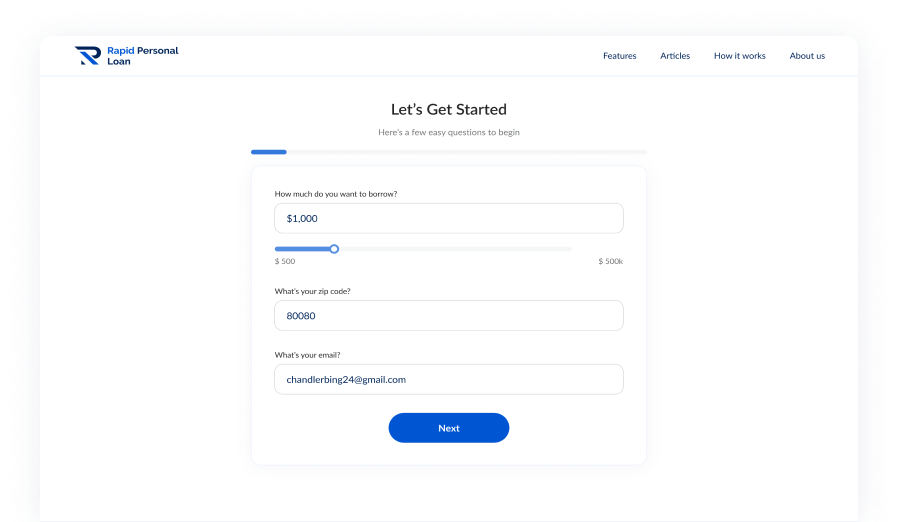 Rapid Personal
Loan
Features
Articles
How it works
About us
Let's Get Started
Here's a few easy questions to begin
How much do you want to borrow?
$1,000
$ 500
$ 500k
What's your zip code?
80080
What's your email?
chandlerbing24@gmail.com
Next